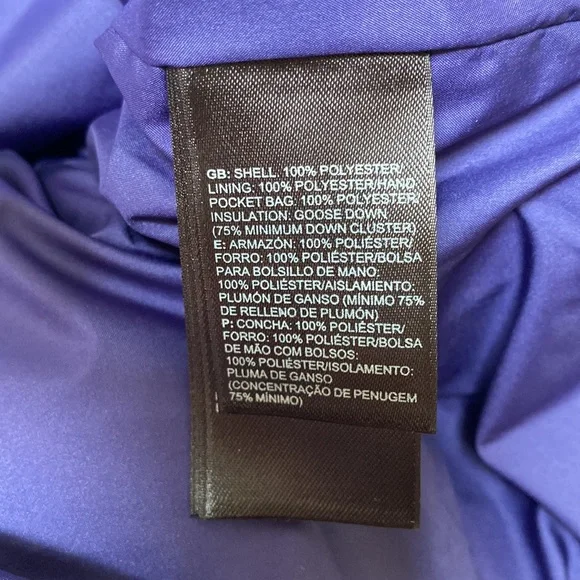 GB: SHELL. 100% POLYESTER/
LINING: 100% POLYESTER/HAND
POCKET BAG: 100% POLYESTER/
INSULATION: GOOSE DOWN
(75% MINIMUM DOWN CLUSTER)
E: ARMAZÓN: 100% POLIÉSTER/
FORRO: 100% POLIÉSTER/BOLSA
PARA BOLSILLO DE MANO:
100% POLIÉSTER/AISLAMIENTO:
PLUMÓN DE GANSO (MÍNIMO 75%
DE RELLENO DE PLUMÓN)
P: CONCHA: 100% POLIÉSTER/
FORRO: 100% POLIÉSTER/BOLSA
DE MÃO COM BOLSOS:
100% POLIÉSTER/ISOLAMENTO:
PLUMA DE GANSO
(CONCENTRAÇÃO DE PENUGEM
75% MÍNIMO)